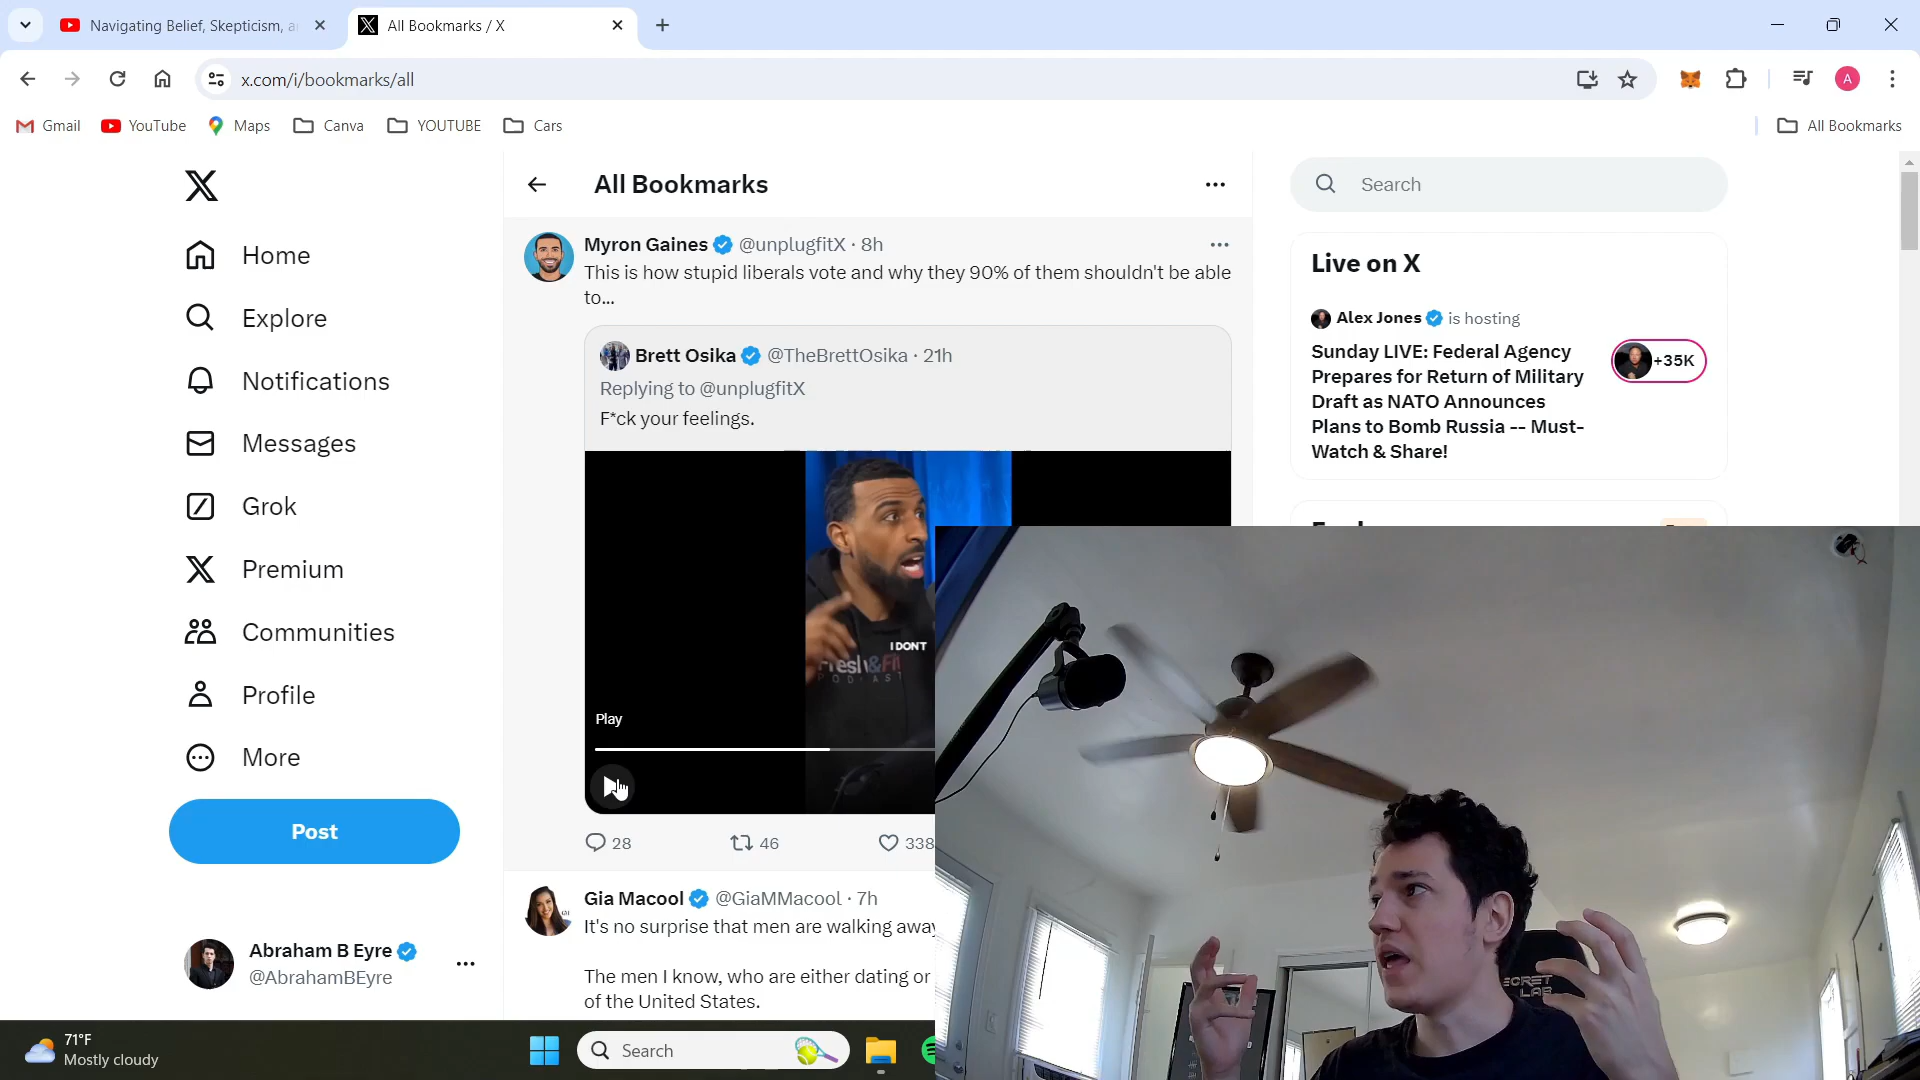 Navigating Belief, Skepticism, a
All Bookmarks / X
x.com/i/bookmarks/all
A
Gmail
YouTube
Maps
Canva
YOUTUBE
Cars
All Bookmarks
Home
Explore
Notifications
Messages
Grok
Premium
Communities
Profile
More
Post
Abraham B Eyre
@AbrahamBEyre
All Bookmarks
Myron Gaines @unplugfitX · 8h
This is how stupid liberals vote and why they 90% of them shouldn't be able
to...
Brett Osika @TheBrettOsika · 21h
Replying to @unplugfitX
F*ck your feelings.
I DON'T
Fresh&Fi
PODCAST
Play
28
46
338
Gia Macool @GiaMMacool · 7h
It's no surprise that men are walking away
The men I know, who are either dating or
of the United States.
Search
Live on X
Alex Jones is hosting
Sunday LIVE: Federal Agency
Prepares for Return of Military
Draft as NATO Announces
Plans to Bomb Russia -- Must-
Watch & Share!
+35K
SECRET
LAB
71°F
Mostly cloudy
Search